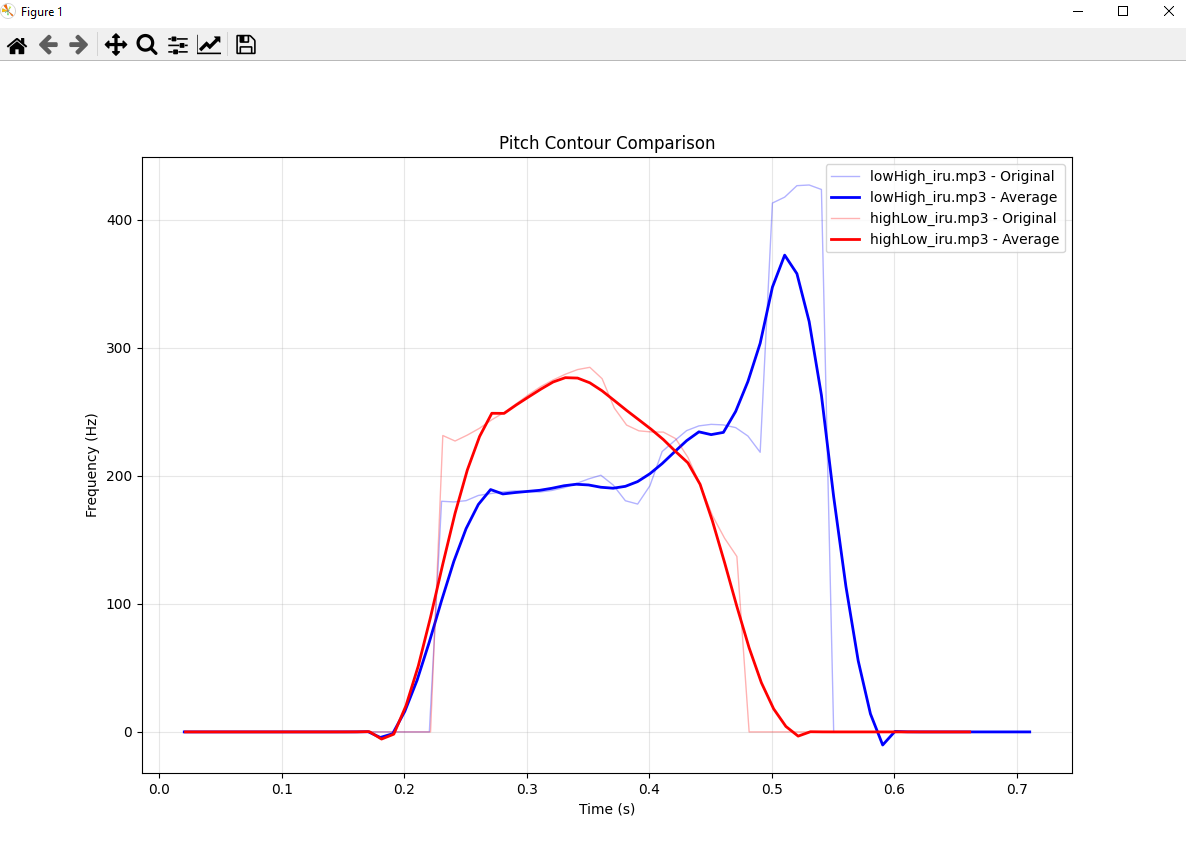 Figure 1
Pitch Contour Comparison
lowHigh_iru.mp3 - Original
lowHigh_iru.mp3 - Average
highLow_iru.mp3 - Original
highLow_iru.mp3 - Average
400
300
200
100
0
Frequency (Hz)
0.0 0.1 0.2 0.3 0.4 0.5 0.6 0.7
Time (s)